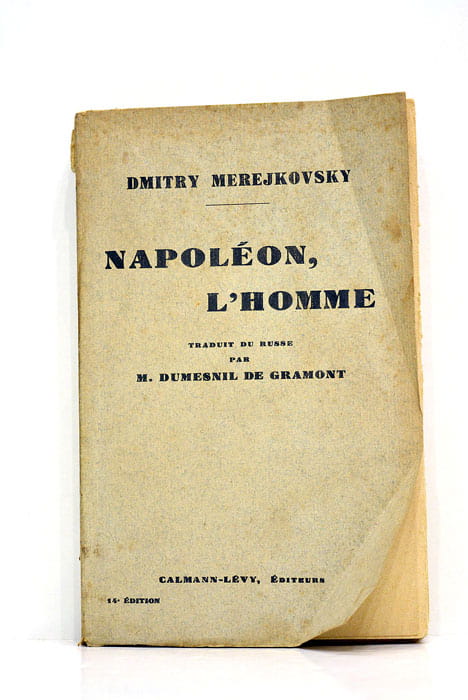 DMITRY MEREJKOVSKY
NAPOLÉON,
L'HOMME
TRADUIT DU RUSSE
PAR
M. DUMESNIL DE GRAMONT
CALMANN-LÉVY, ÉDITEURS
14e ÉDITION